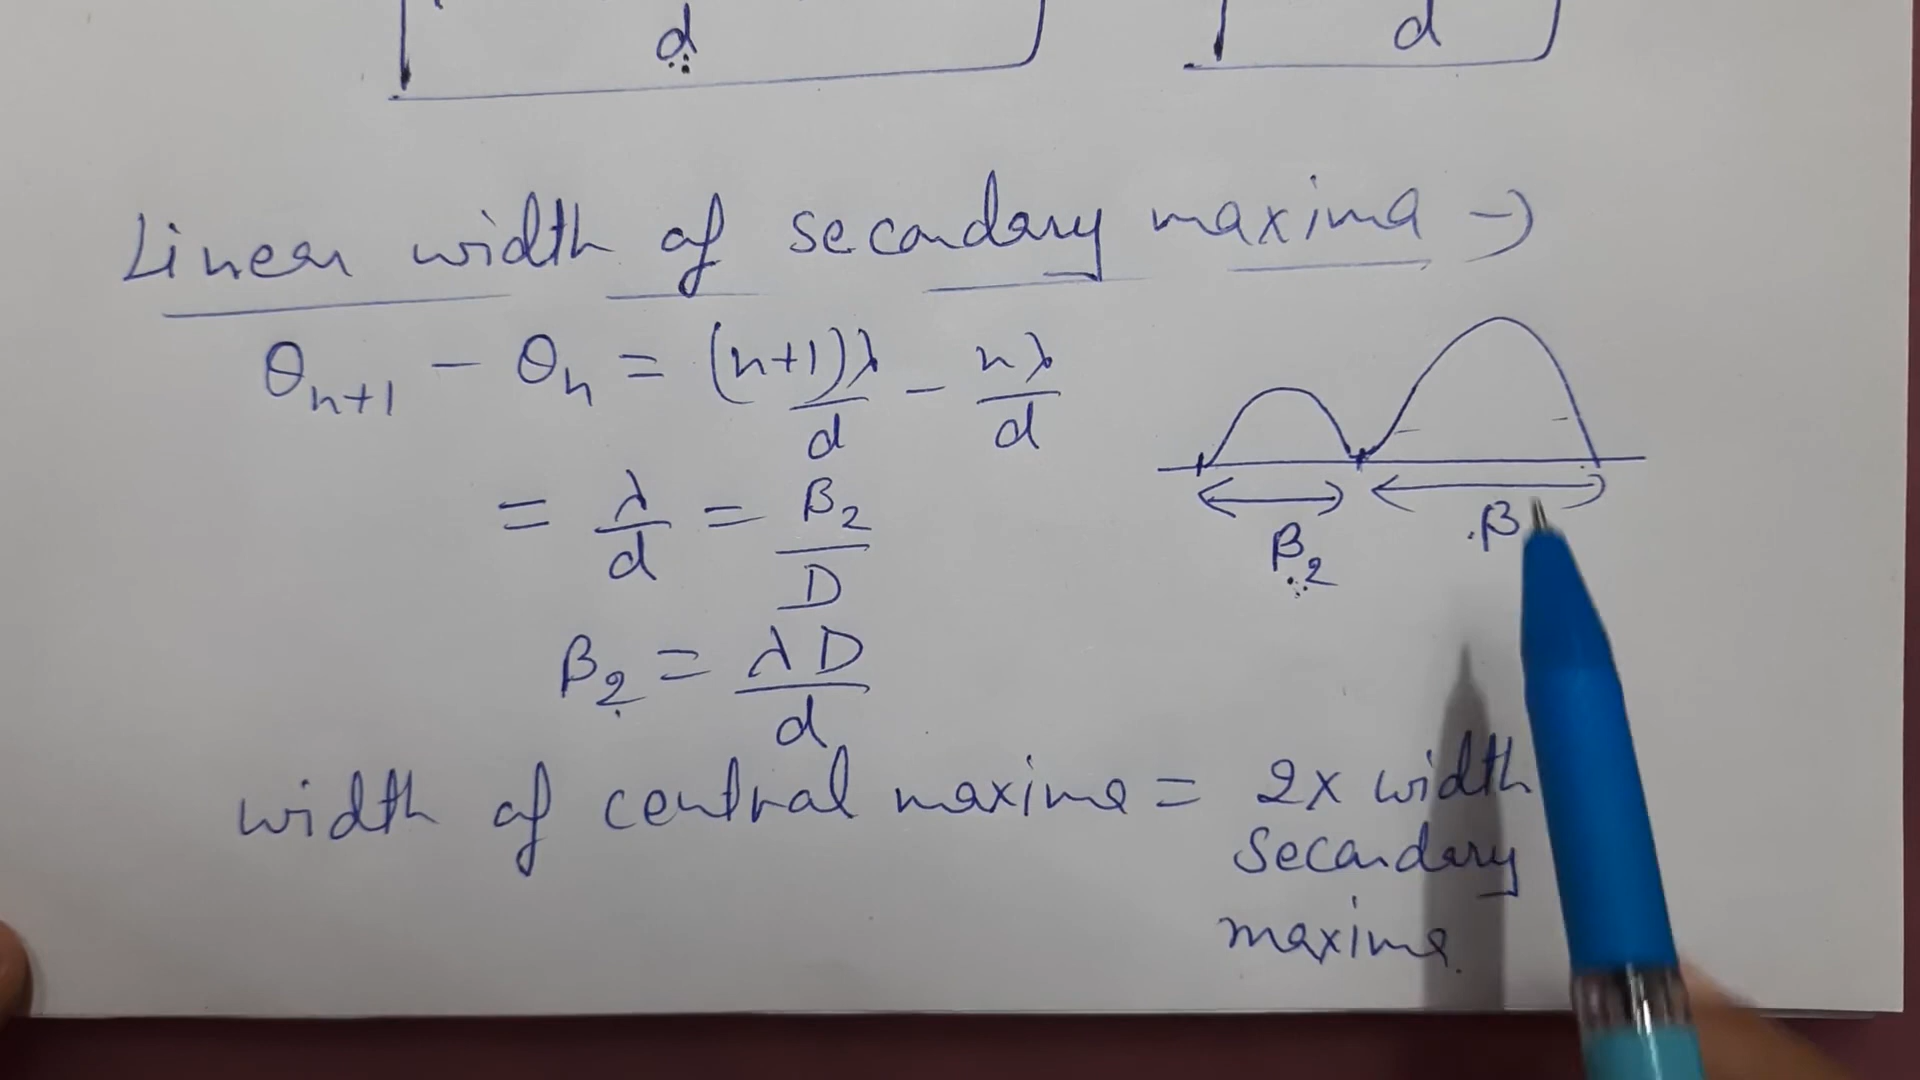 d d
Linear width of secondary maxima →
θn+1 - θn = (n+1)λ/d - nλ/d
= λ/d = β2/D
β2 β
β2 = λD/d
width of central maxima = 2x width
secondary
maxima